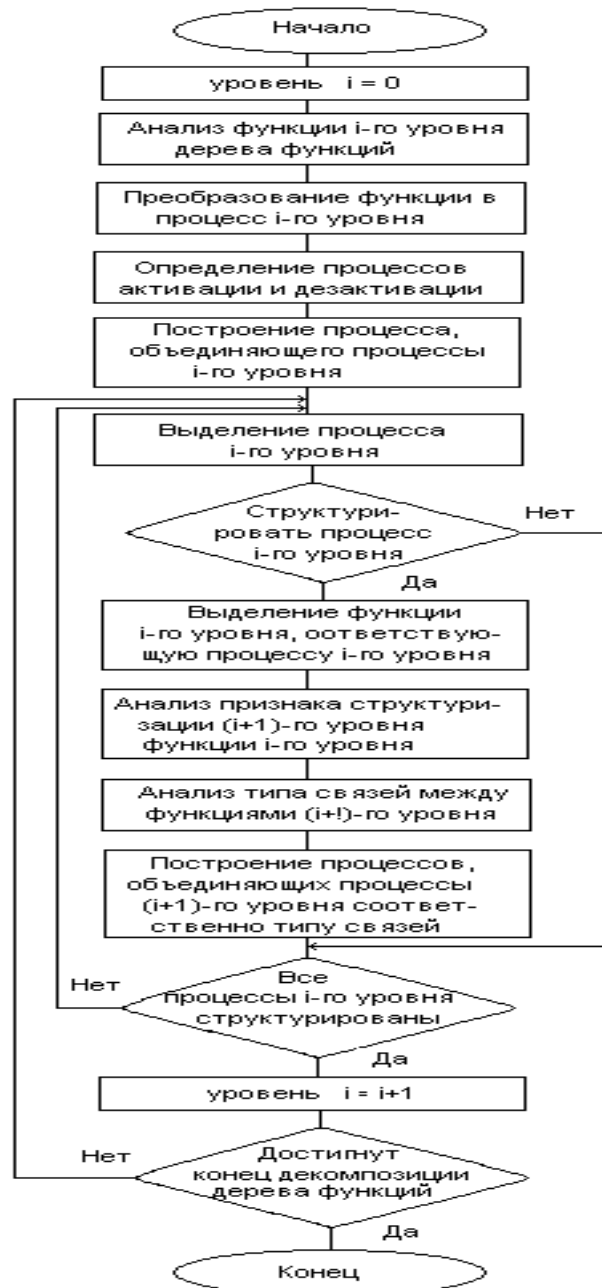 Начало
уровень i = 0
Анализ функции i-го уровня
дерева функций
Преобразование функции в
процесс i-го уровня
Определение процессов
активации и дезактивации
Построение процесса,
объединяющего процессы
i-го уровня
Выделение процесса
i-го уровня
Структури-
ровать процесс
i-го уровня
Нет
Да
Выделение функции
i-го уровня, оответствую-
щую процессу i-го уровня
Анализ признака структури-
зации (i+1)-го уровня
функции i-го уровня
Анализ типа связей между
функциями (i+!)-го уровня
Построение процессов,
объединяющих процессы
(i+1)-го уровня соответ-
ственно типу связей
Все
процессы i-го уровня
структурированы
Нет
Да
уровень i = i+1
Достигнут
конец декомпозиции
дерева функций
Нет
Да
Конец